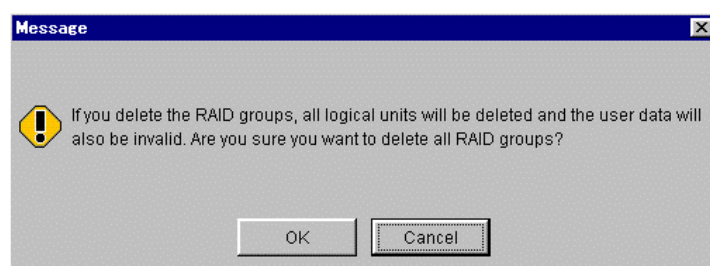 Message
If you delete the RAID groups, all logical units will be deleted and the user data will
also be invalid. Are you sure you want to delete all RAID groups?
OK
Cancel